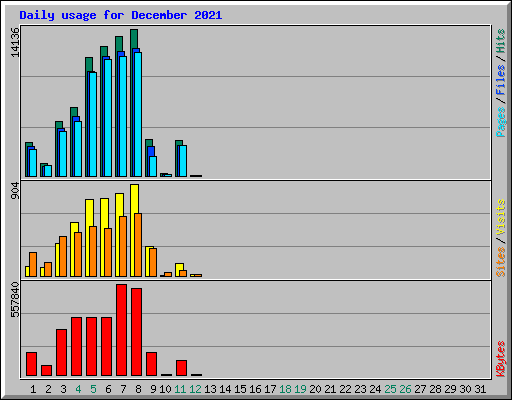 Daily usage for December 2021
14136
Pages / Files / Hits
904
Sites / Visits
557840
KBytes
1 2 3 4 5 6 7 8 9 10 11 12 13 14 15 16 17 18 19 20 21 22 23 24 25 26 27 28 29 30 31